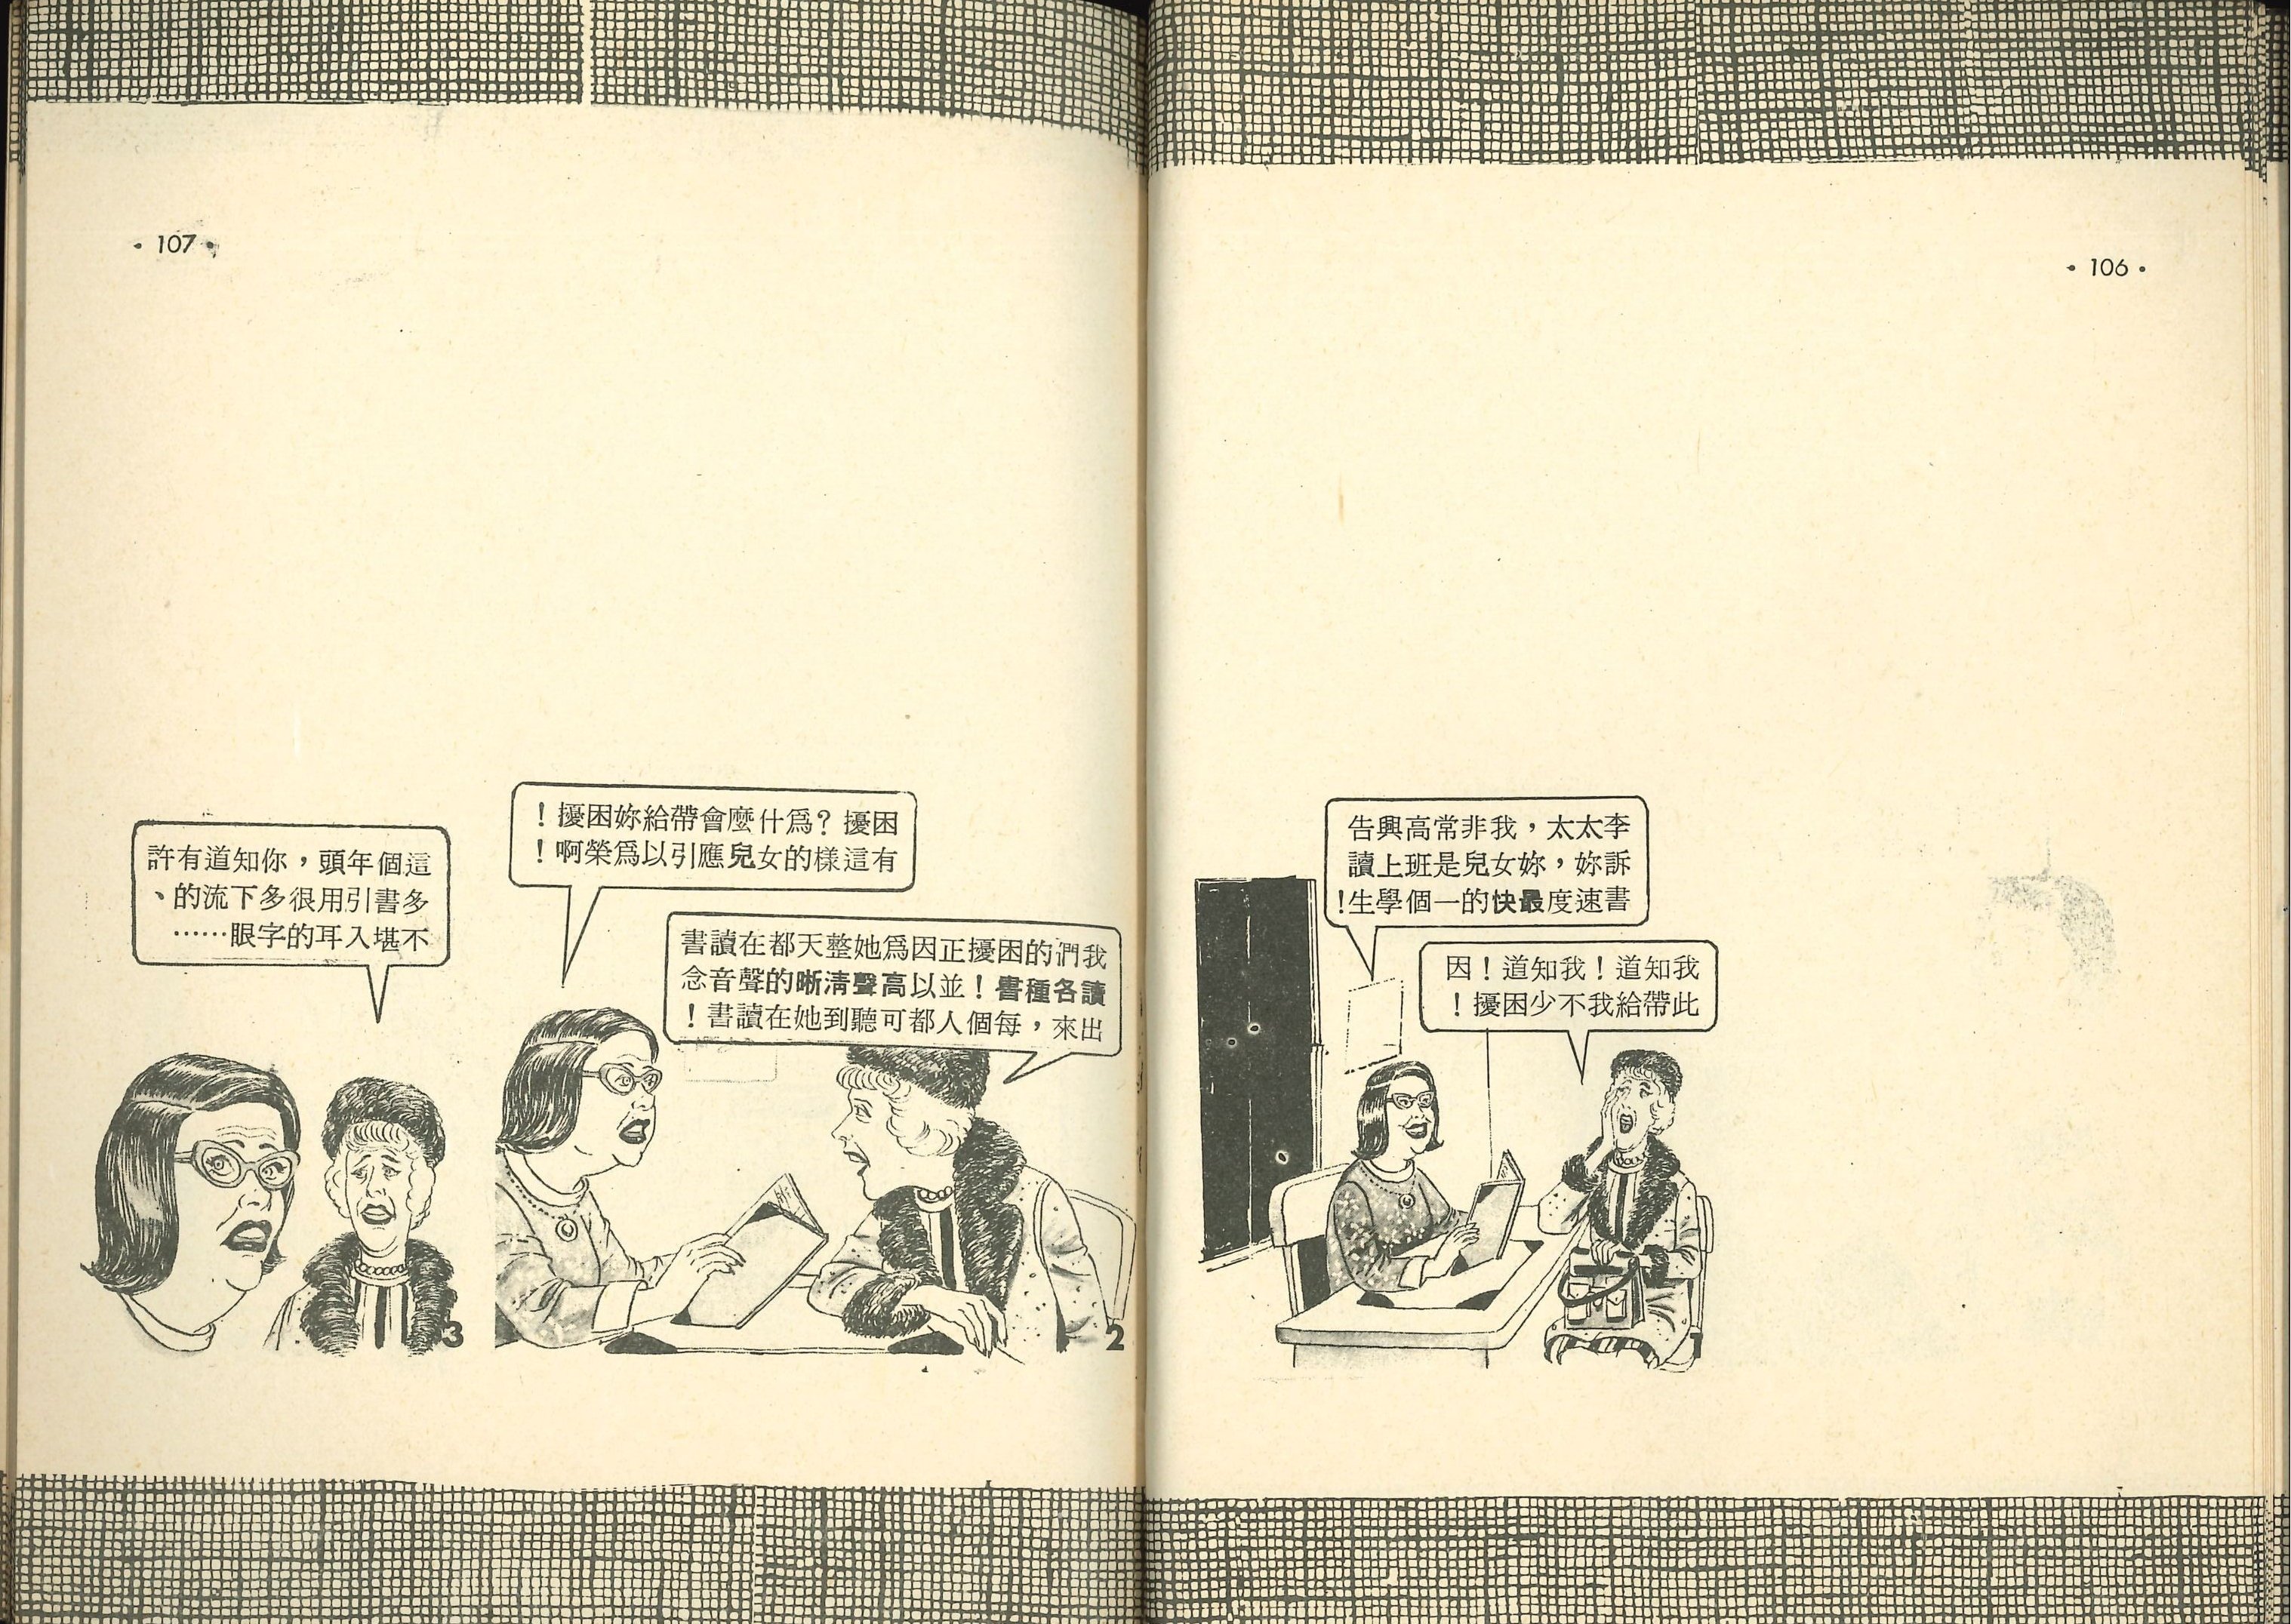 • 106 •
李太太，我非常高興告
訴妳，妳女兒是班上讀
書速度最快的一個學生!
我知道！我知道！因
此帶給我不少困擾！
1
• 107 •
困擾？爲什麼會帶給妳困擾！
有這樣的女兒應引以爲榮啊！
我們的困擾正因爲她整天都在讀書
讀各種書！並以高聲清晰的聲音念
出來，每個人都可聽到她在讀書！
2
這個年頭，你知道有許
多書引用很多下流的、
不堪入耳的字眼……
3